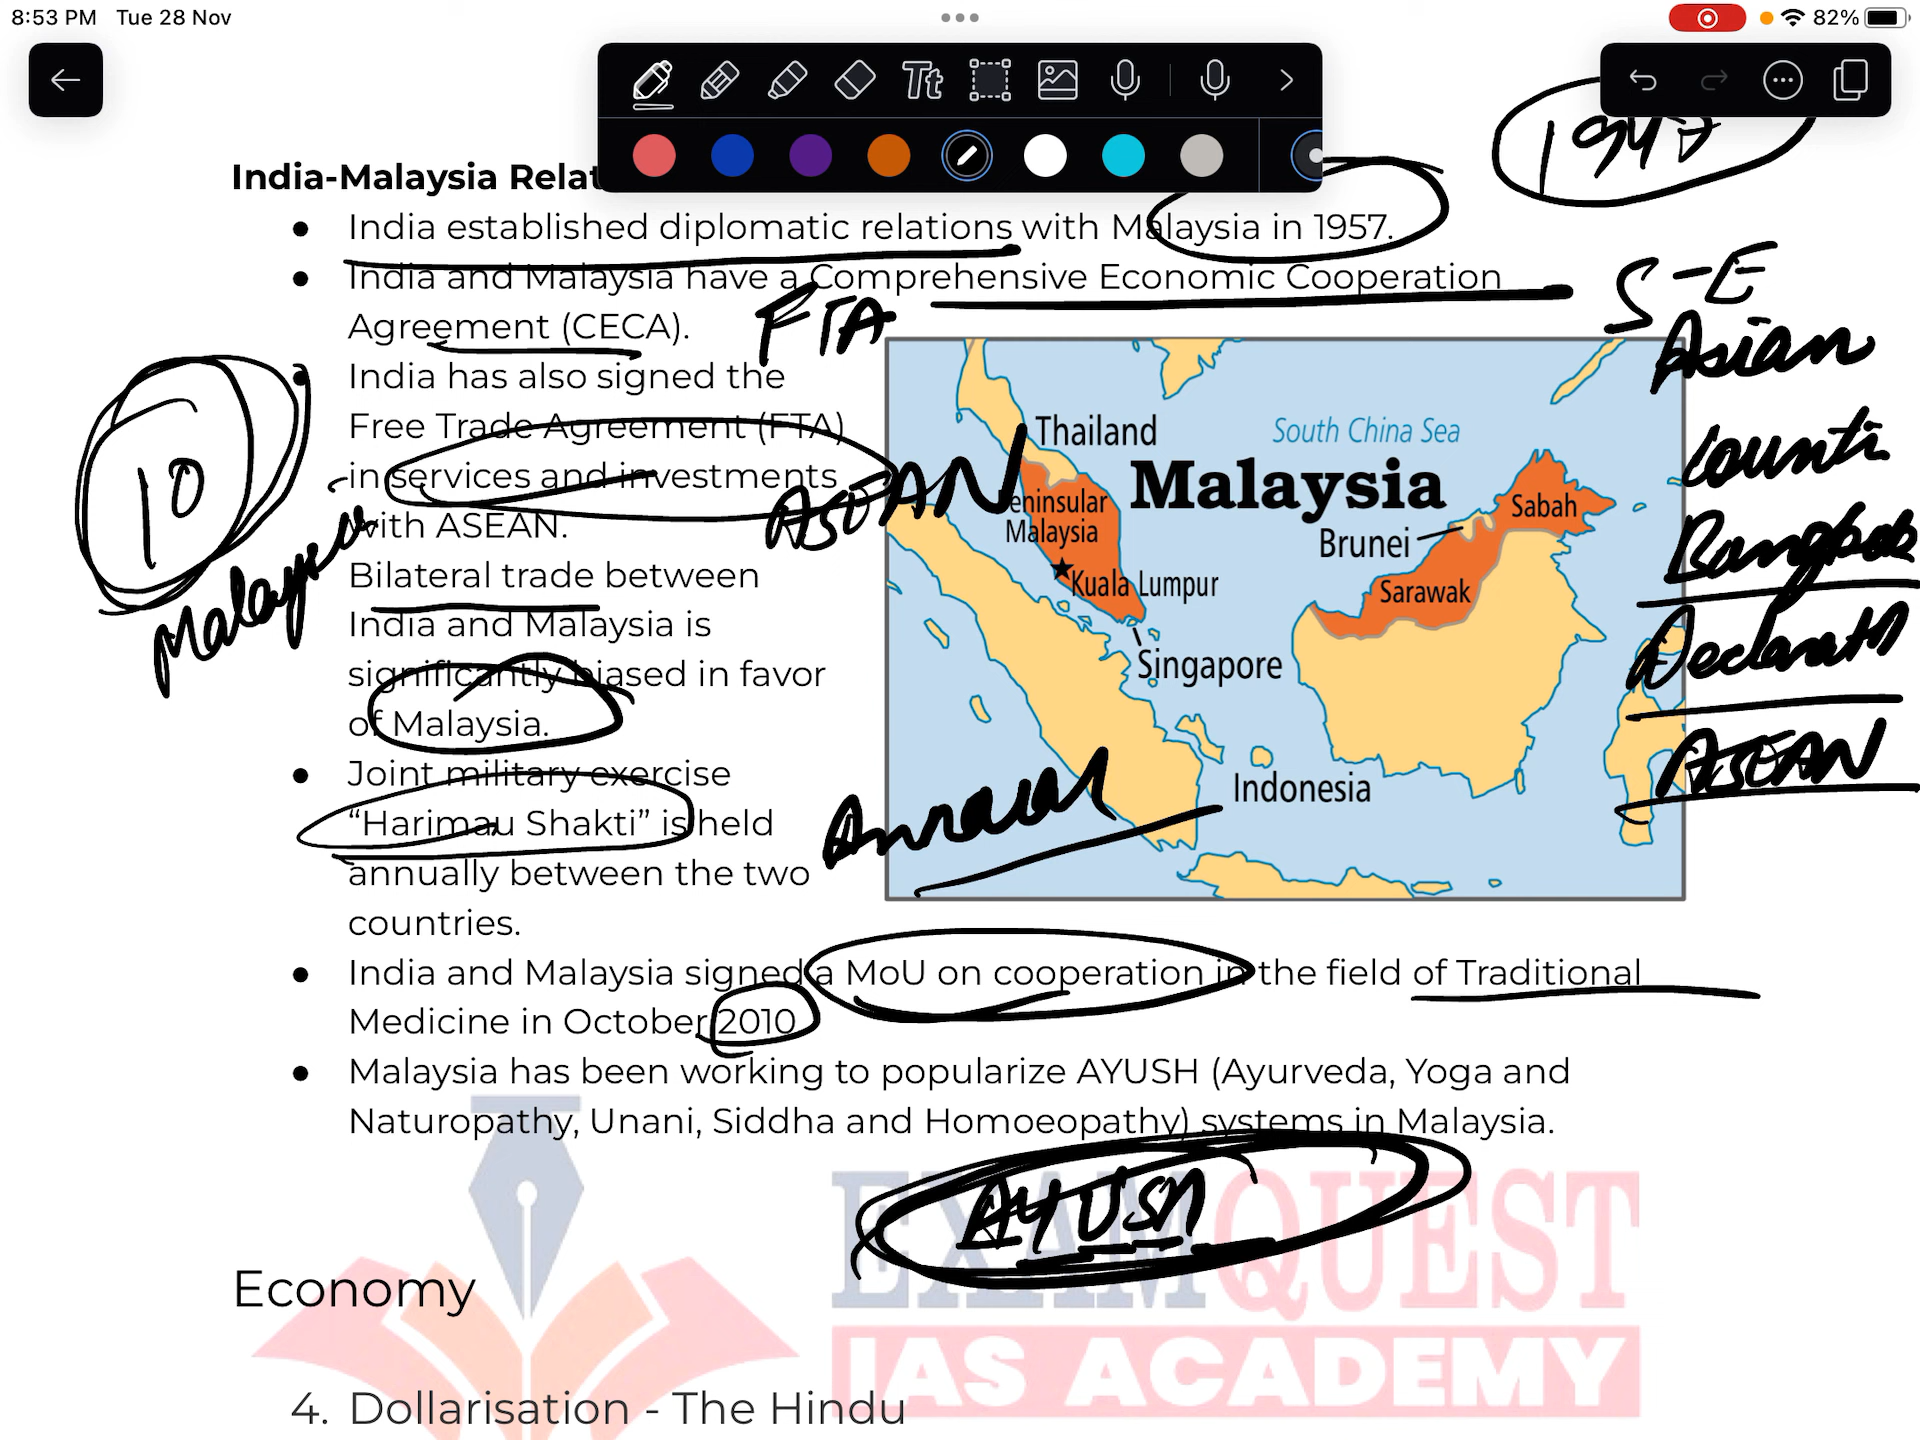 8:53 PM Tue 28 Nov
82%
Tt
1947
India-Malaysia Relat
India established diplomatic relations with Malaysia in 1957.
India and Malaysia have a Comprehensive Economic Cooperation
Agreement (CECA).
FTA
S-E
Asian
India has also signed the
Free Trade Agreement (FTA)
in services and investments
with ASEAN.
ASEAN
10
Malaysia
Bilateral trade between
India and Malaysia is
significantly biased in favor
of Malaysia.
Joint military exercise
“Harimau Shakti” is held
annually between the two
countries.
Annual
Thailand
South China Sea
Malaysia
Peninsular
Malaysia
Sabah
Brunei
Kuala Lumpur
Sarawak
Singapore
Indonesia
Bangkok
ASEAN
India and Malaysia signed a MoU on cooperation in the field of Traditional
Medicine in October 2010
Malaysia has been working to popularize AYUSH (Ayurveda, Yoga and
Naturopathy, Unani, Siddha and Homoeopathy) systems in Malaysia.
AYUSH
EXAMQUEST
IAS ACADEMY
Economy
4. Dollarisation - The Hindu